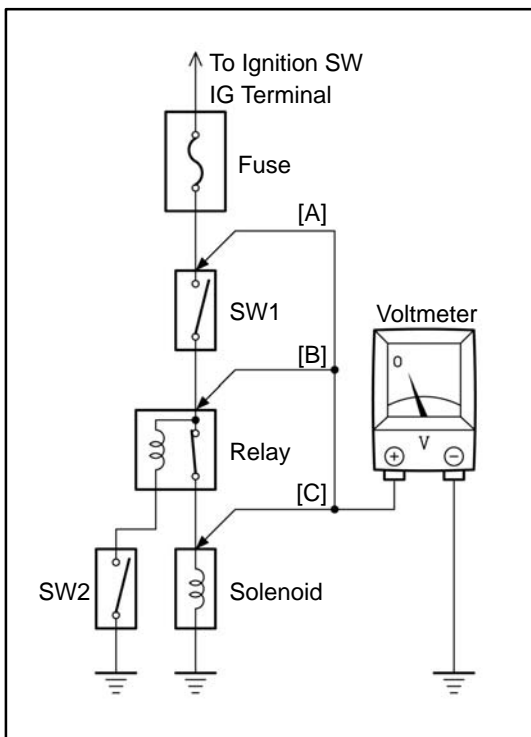 To Ignition SW
IG Terminal
Fuse
[A]
SW1
Voltmeter
0
[B]
V
Relay
[C]
SW2
Solenoid